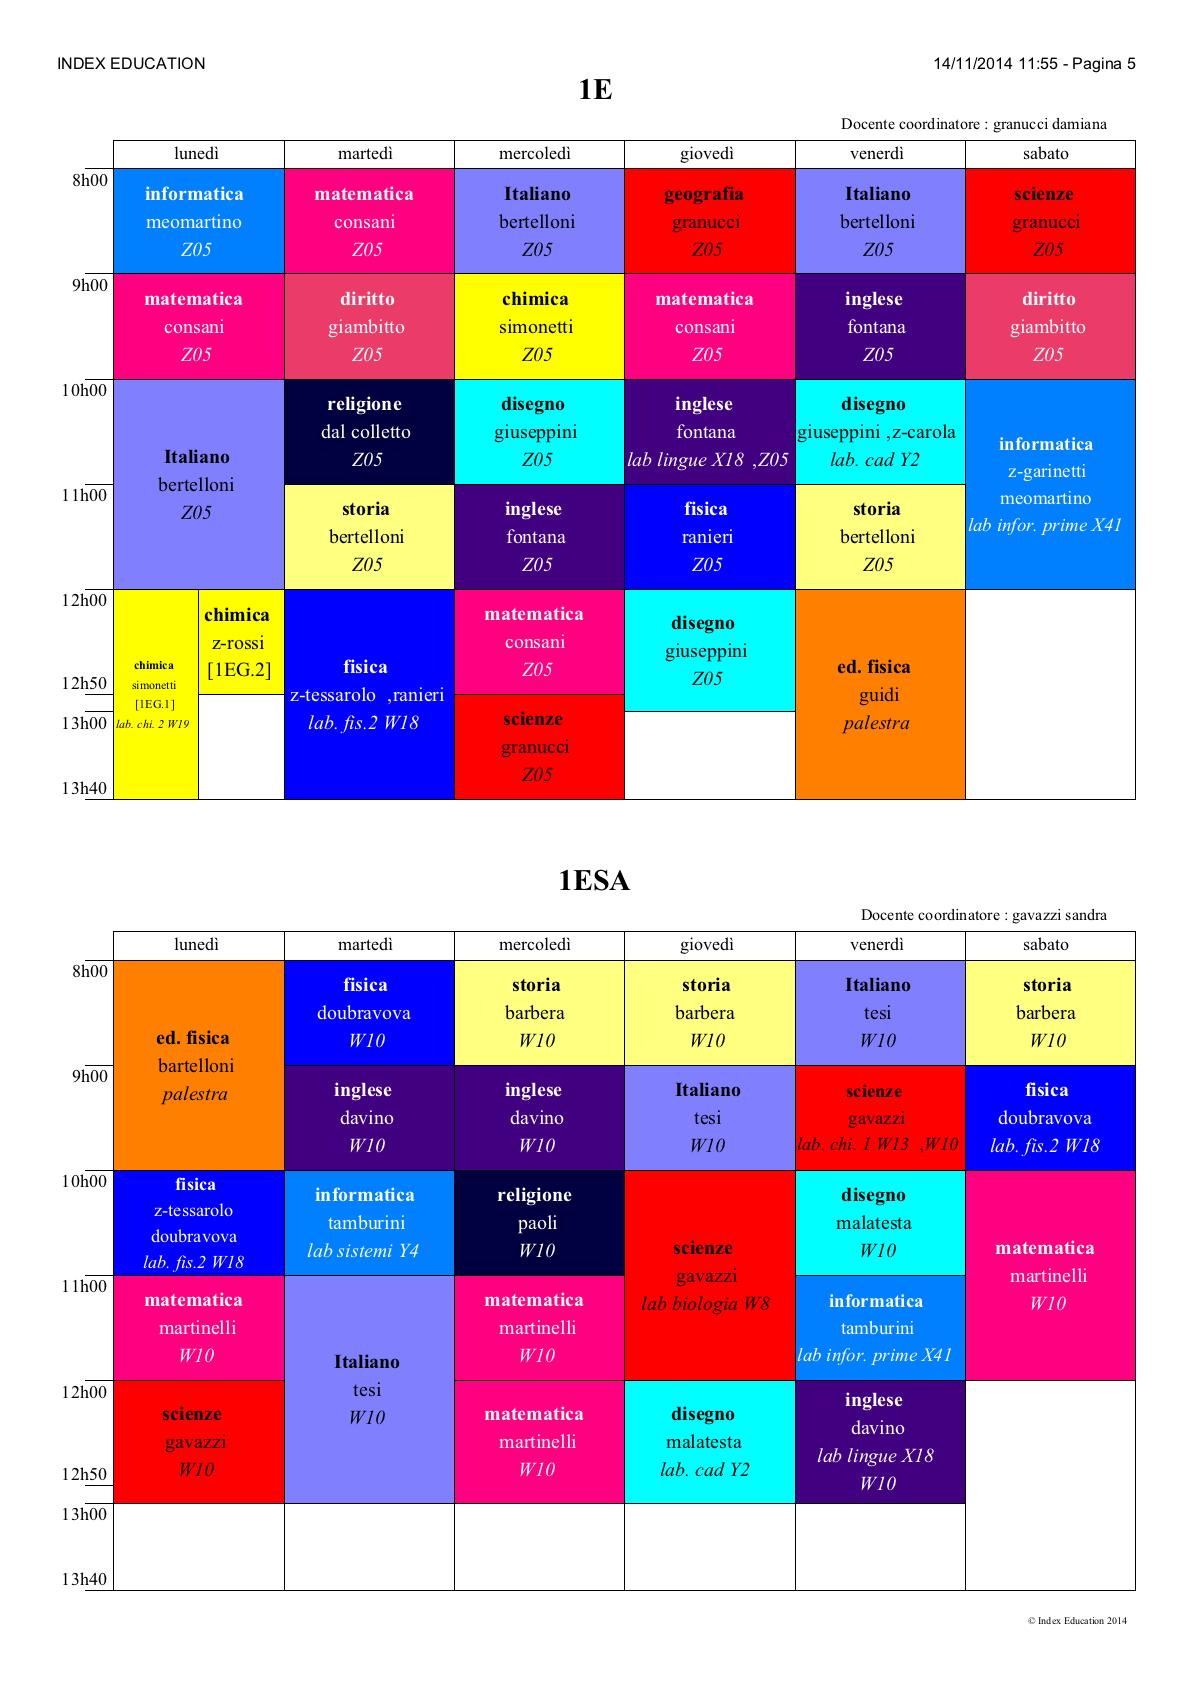 INDEX EDUCATION
14/11/2014 11:55 - Pagina 5
1E
Docente coordinatore : granucci damiana
lunedì martedì mercoledì giovedì venerdì sabato
8h00
informatica matematica Italiano geografia Italiano scienze
meomartino consani bertelloni granucci bertelloni granucci
Z05 Z05 Z05 Z05 Z05 Z05
9h00
matematica diritto chimica matematica inglese diritto
consani giambitto simonetti consani fontana giambitto
Z05 Z05 Z05 Z05 Z05 Z05
10h00
Italiano
bertelloni
Z05
religione disegno inglese disegno
dal colletto giuseppini fontana giuseppini ,z-carola
Z05 Z05 lab lingue X18 ,Z05 lab. cad Y2
informatica
z-garinetti
meomartino
lab infor. prime X41
11h00
storia inglese fisica storia
bertelloni fontana ranieri bertelloni
Z05 Z05 Z05 Z05
12h00
chimica
simonetti
[1EG.1]
lab. chi. 2 W19
chimica
z-rossi
[1EG.2]
fisica
z-tessarolo ,ranieri
lab. fis.2 W18
matematica
consani
Z05
disegno
giuseppini
Z05
ed. fisica
guidi
palestra
12h50
scienze
granucci
Z05
13h00
13h40
1ESA
Docente coordinatore : gavazzi sandra
lunedì martedì mercoledì giovedì venerdì sabato
8h00
ed. fisica
bartelloni
palestra
fisica storia storia Italiano storia
doubravova barbera barbera tesi barbera
W10 W10 W10 W10 W10
9h00
inglese inglese Italiano scienze fisica
davino davino tesi gavazzi doubravova
W10 W10 W10 lab. chi. 1 W13 ,W10 lab. fis.2 W18
10h00
fisica
z-tessarolo
doubravova
lab. fis.2 W18
informatica religione disegno
tamburini paoli malatesta
lab sistemi Y4 W10 W10
scienze
gavazzi
lab biologia W8
matematica
martinelli
W10
11h00
matematica matematica informatica
martinelli martinelli tamburini
W10 W10 lab infor. prime X41
Italiano
tesi
W10
12h00
scienze matematica disegno
gavazzi martinelli malatesta
W10 W10 lab. cad Y2
inglese
davino
lab lingue X18
W10
12h50
13h00
13h40
© Index Education 2014